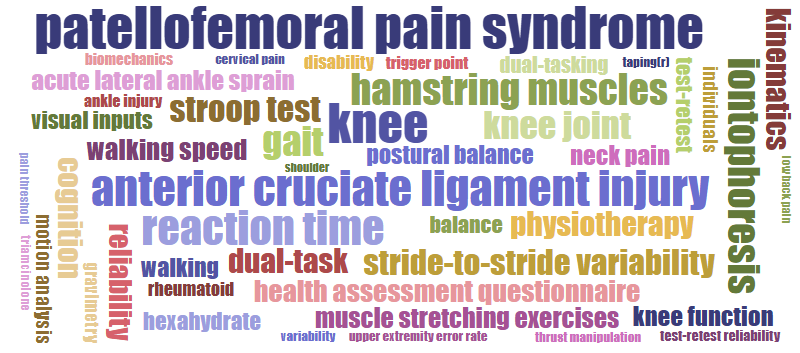 patellofemoral pain syndrome
biomechanics
cervical pain
disability
trigger point
dual-tasking
taping(r)
kinematics
acute lateral ankle sprain
hamstring muscles
test-retest
individuals
iontophoresis
ankle injury
stroop test
visual inputs
knee
gait
knee joint
walking speed
postural balance
neck pain
shoulder
low back pain
pain threshold
cognition
anterior cruciate ligament injury
reaction time
balance
physiotherapy
triamcinolone
motion analysis
gravimetry
reliability
walking
dual-task
stride-to-stride variability
rheumatoid
health assessment questionnaire
hexahydrate
muscle stretching exercises
knee function
variability
upper extremity error rate
thrust manipulation
test-retest reliability